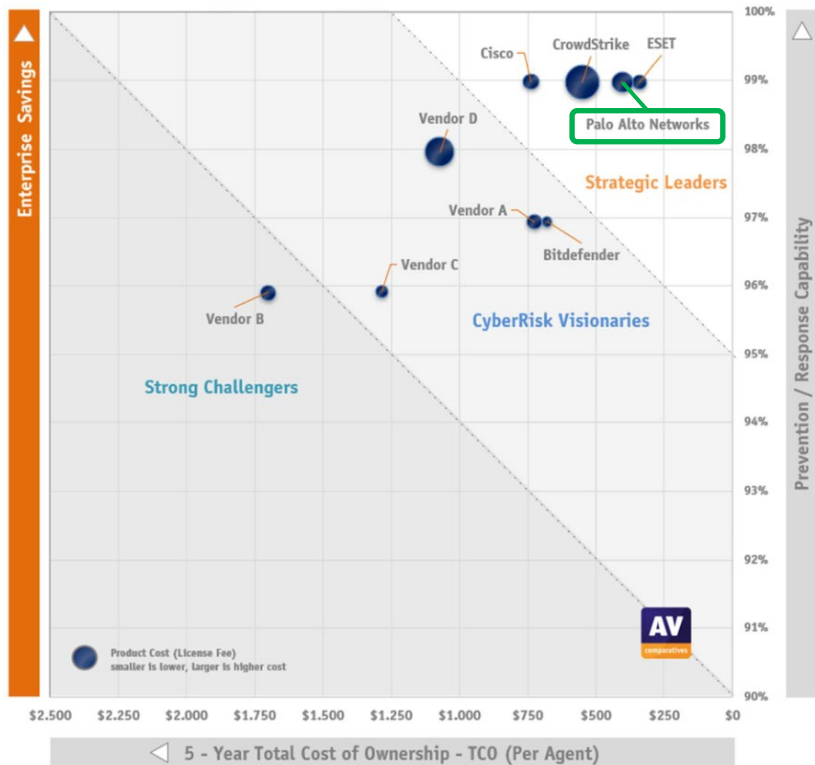 Enterprise Savings
100%
99%
98%
97%
96%
95%
94%
93%
92%
91%
90%
Prevention / Response Capability
Cisco
CrowdStrike
ESET
Palo Alto Networks
Vendor D
Strategic Leaders
Vendor A
Bitdefender
Vendor C
Vendor B
CyberRisk Visionaries
Strong Challengers
AV
comparatives
Product Cost (License Fee)
smaller is lower, larger is higher cost
$2.500
$2.250
$2.000
$1.750
$1.500
$1.250
$1.000
$750
$500
$250
$0
5 - Year Total Cost of Ownership - TCO (Per Agent)